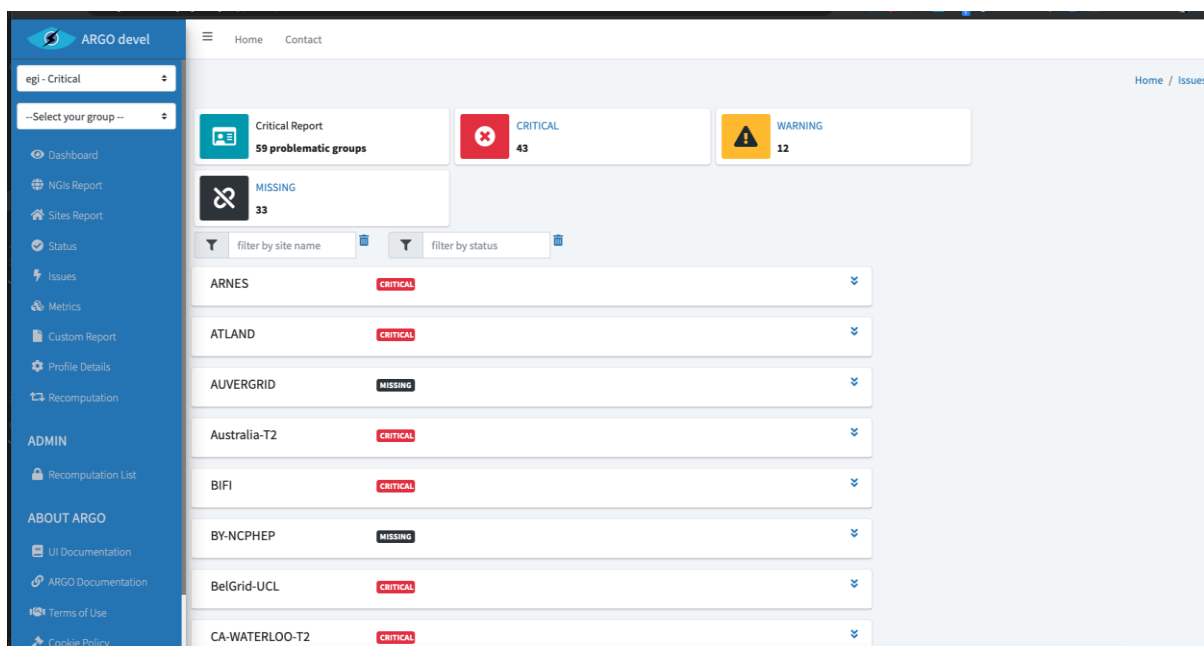 ARGO devel
Home Contact
egi - Critical
Home / Issues
--Select your group --
Critical Report
59 problematic groups
CRITICAL
43
WARNING
12
MISSING
33
filter by site name
filter by status
Dashboard
NGIs Report
Sites Report
Status
Issues
Metrics
Custom Report
Profile Details
Recomputation
ADMIN
Recomputation List
ABOUT ARGO
UI Documentation
ARGO Documentation
Terms of Use
Cookie Policy
ARNES CRITICAL
ATLAND CRITICAL
AUVERGRID MISSING
Australia-T2 CRITICAL
BIFI CRITICAL
BY-NCPHEP MISSING
BelGrid-UCL CRITICAL
CA-WATERLOO-T2 CRITICAL